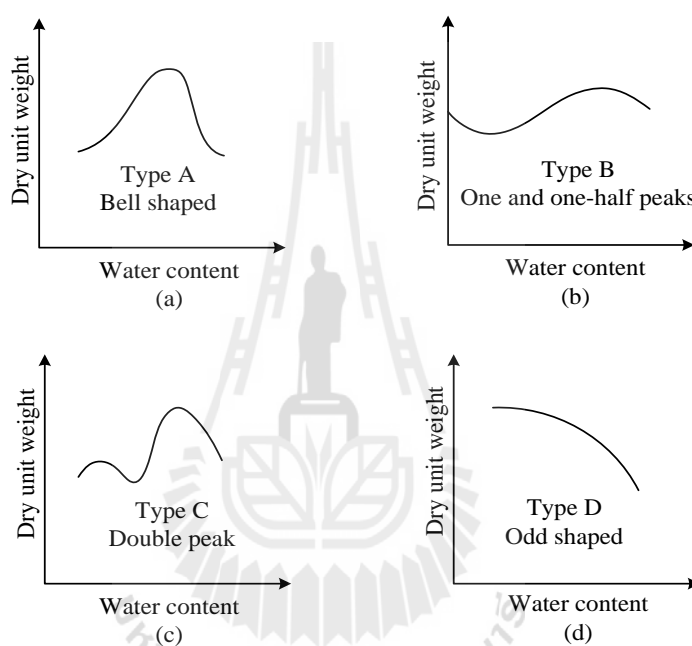 Dry unit weight
Type A
Bell shaped
Water content
(a)
Dry unit weight
Type B
One and one-half peaks
Water content
(b)
Dry unit weight
Type C
Double peak
Water content
(c)
Dry unit weight
Type D
Odd shaped
Water content
(d)